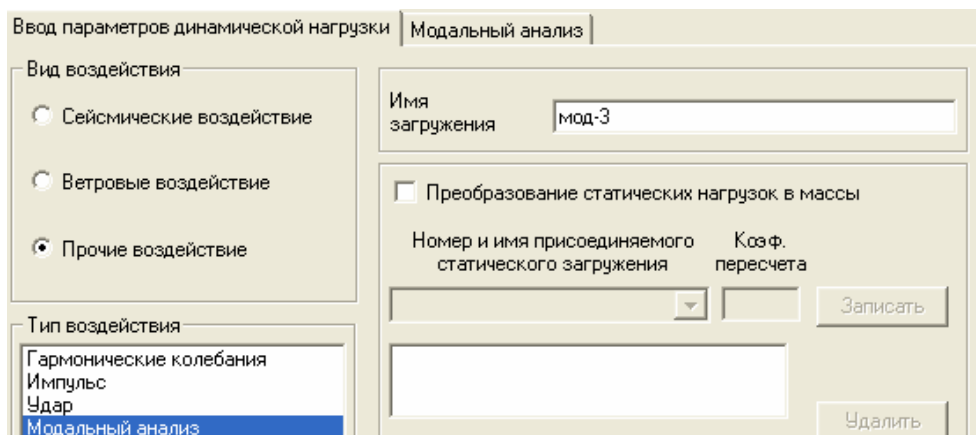 Ввод параметров динамической нагрузки
Модальный анализ
Вид воздействия
Сейсмические воздействие
Ветровые воздействие
Прочие воздействие
Тип воздействия
Гармонические колебания
Импульс
Удар
Модальный анализ
Имя
загружения
мод-3
Преобразование статических нагрузок в массы
Номер и имя присоединяемого
статического загружения
Коэф.
пересчета
Записать
Удалить